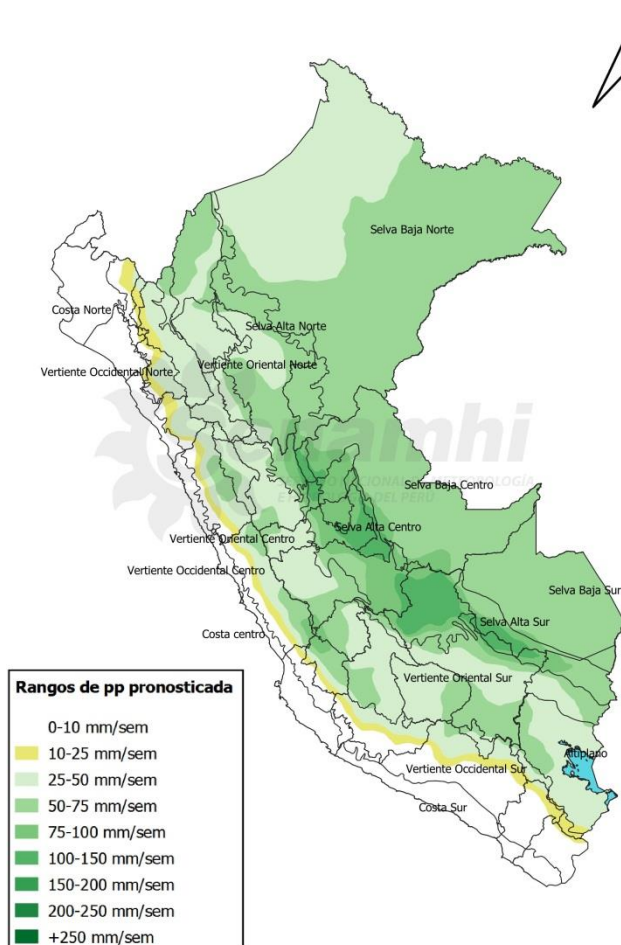 Selva Baja Norte
Costa Norte
Selva Alta Norte
Vertiente Occidental Norte
Vertiente Oriental Norte
senamhi
Selva Baja Centro
Selva Alta Centro
Vertiente Oriental Centro
Vertiente Occidental Centro
Selva Baja Sur
Selva Alta Sur
Costa centro
Vertiente Oriental Sur
Altiplano
Vertiente Occidental Sur
Costa Sur
Rangos de pp pronosticada
0-10 mm/sem
10-25 mm/sem
25-50 mm/sem
50-75 mm/sem
75-100 mm/sem
100-150 mm/sem
150-200 mm/sem
200-250 mm/sem
+250 mm/sem